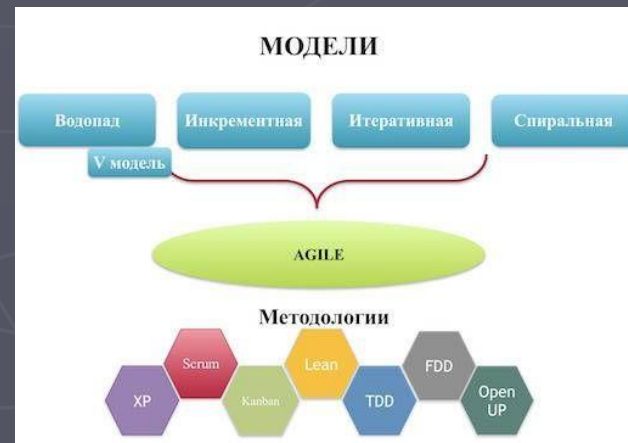 МОДЕЛИ
Водопад
Инкрементная
Итеративная
Спиральная
V модель
AGILE
Методологии
XP
Scrum
Kanban
Lean
TDD
FDD
Open
UP